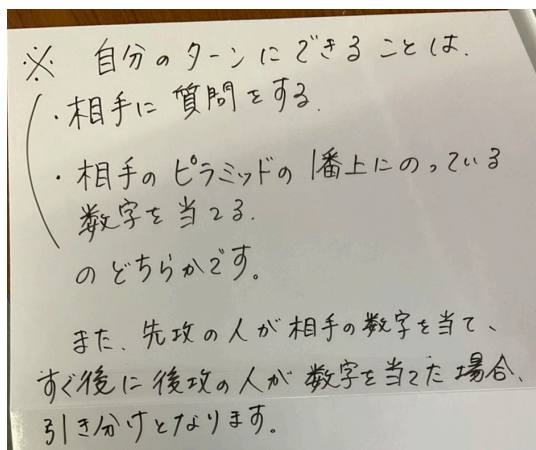 ※ 自分のターンにできることは、
・相手に質問をする。
・相手のピラミッドの1番上にのっている
数字を当てる。
のどちらかです。
また、先攻の人が相手の数字を当て、
すぐ後に後攻の人が数字を当てた場合、
引き分けとなります。